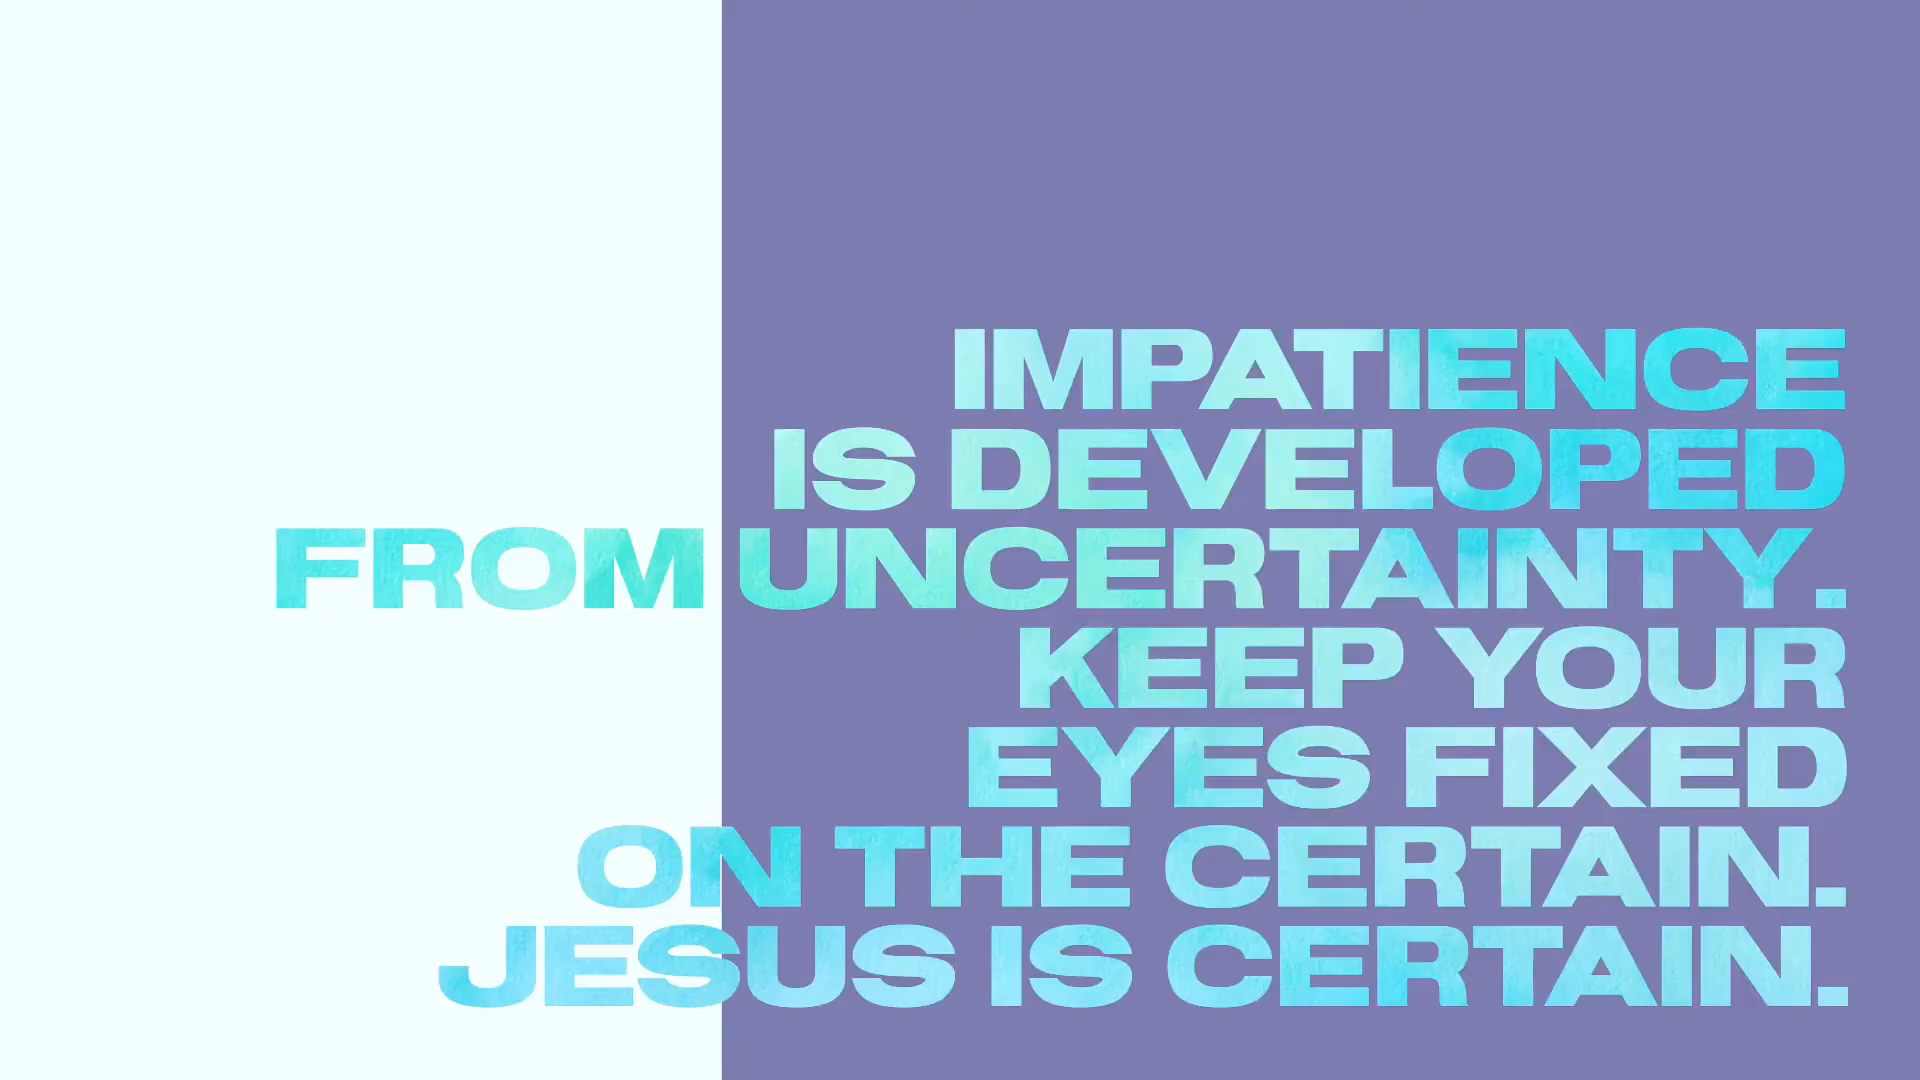 IMPATIENCE
IS DEVELOPED
FROM UNCERTAINTY.
KEEP YOUR
EYES FIXED
ON THE CERTAIN.
JESUS IS CERTAIN.